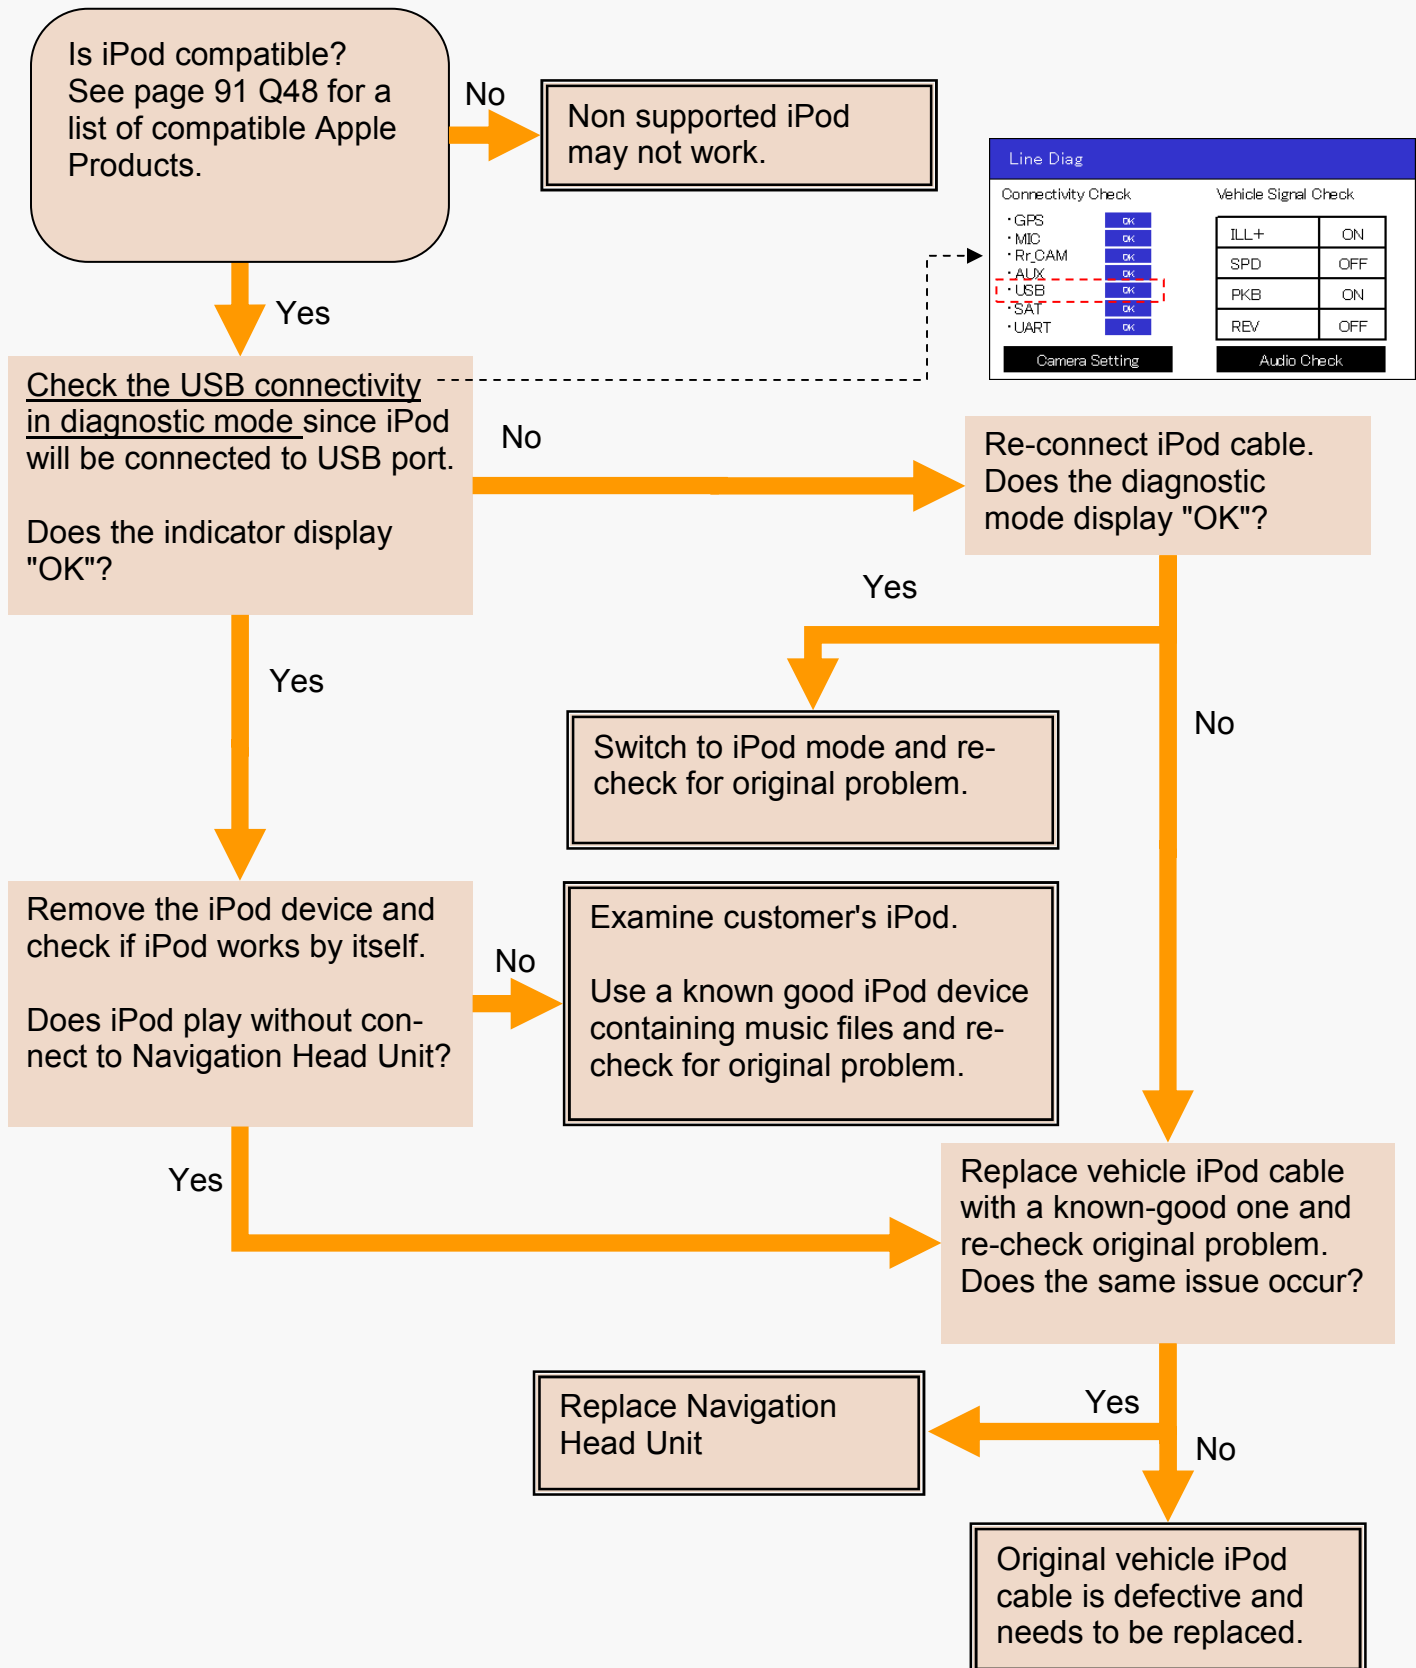 Is iPod compatible?
See page 91 Q48 for a
list of compatible Apple
Products.
No
Non supported iPod
may not work.
Line Diag
Connectivity Check
・GPS OK
・MIC OK
・Rr_CAM OK
・AUX OK
・USB OK
・SAT OK
・UART OK
Camera Setting
Vehicle Signal Check
ILL+ ON
SPD OFF
PKB ON
REV OFF
Audio Check
Yes
Check the USB connectivity
in diagnostic mode since iPod
will be connected to USB port.
Does the indicator display
"OK"?
No
Re-connect iPod cable.
Does the diagnostic
mode display "OK"?
Yes
Switch to iPod mode and re-
check for original problem.
No
Yes
Remove the iPod device and
check if iPod works by itself.
Does iPod play without con-
nect to Navigation Head Unit?
No
Examine customer's iPod.
Use a known good iPod device
containing music files and re-
check for original problem.
Yes
Replace vehicle iPod cable
with a known-good one and
re-check original problem.
Does the same issue occur?
Yes
Replace Navigation
Head Unit
No
Original vehicle iPod
cable is defective and
needs to be replaced.